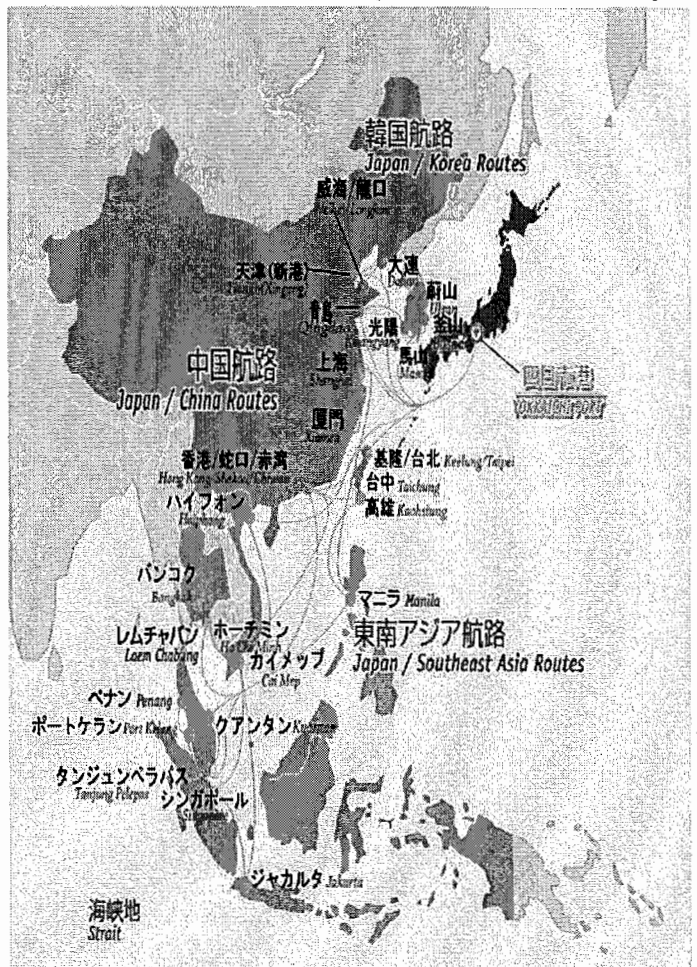 韓国航路
Japan / Korea Routes
威海/龍口
天津(新港)
大連
Dalian
蔚山
Ulsan
青島
Qingdao
光陽
Kwangyang
釜山
馬山
上海
Shanghai
四日市港
中国航路
Japan / China Routes
厦門
Xiamen
香港/蛇口/赤湾
Hong Kong-Shekou/Chiwan
基隆/台北 Keelung/Taipei
台中 Taichung
高雄 Kaohsiung
ハイフォン
Haiphong
バンコク
Bangkok
マニラ Manila
レムチャバン
Laem Chabang
ホーチミン
Ho Chi Minh
東南アジア航路
Japan / Southeast Asia Routes
カイメップ
Cai Mep
ペナン Penang
ポートケラン Port Kelang
クアンタン Kuantan
タンジュンペラパス
Tanjung Pelepas
シンガポール
Singapore
ジャカルタ Jakarta
海峡地
Strait